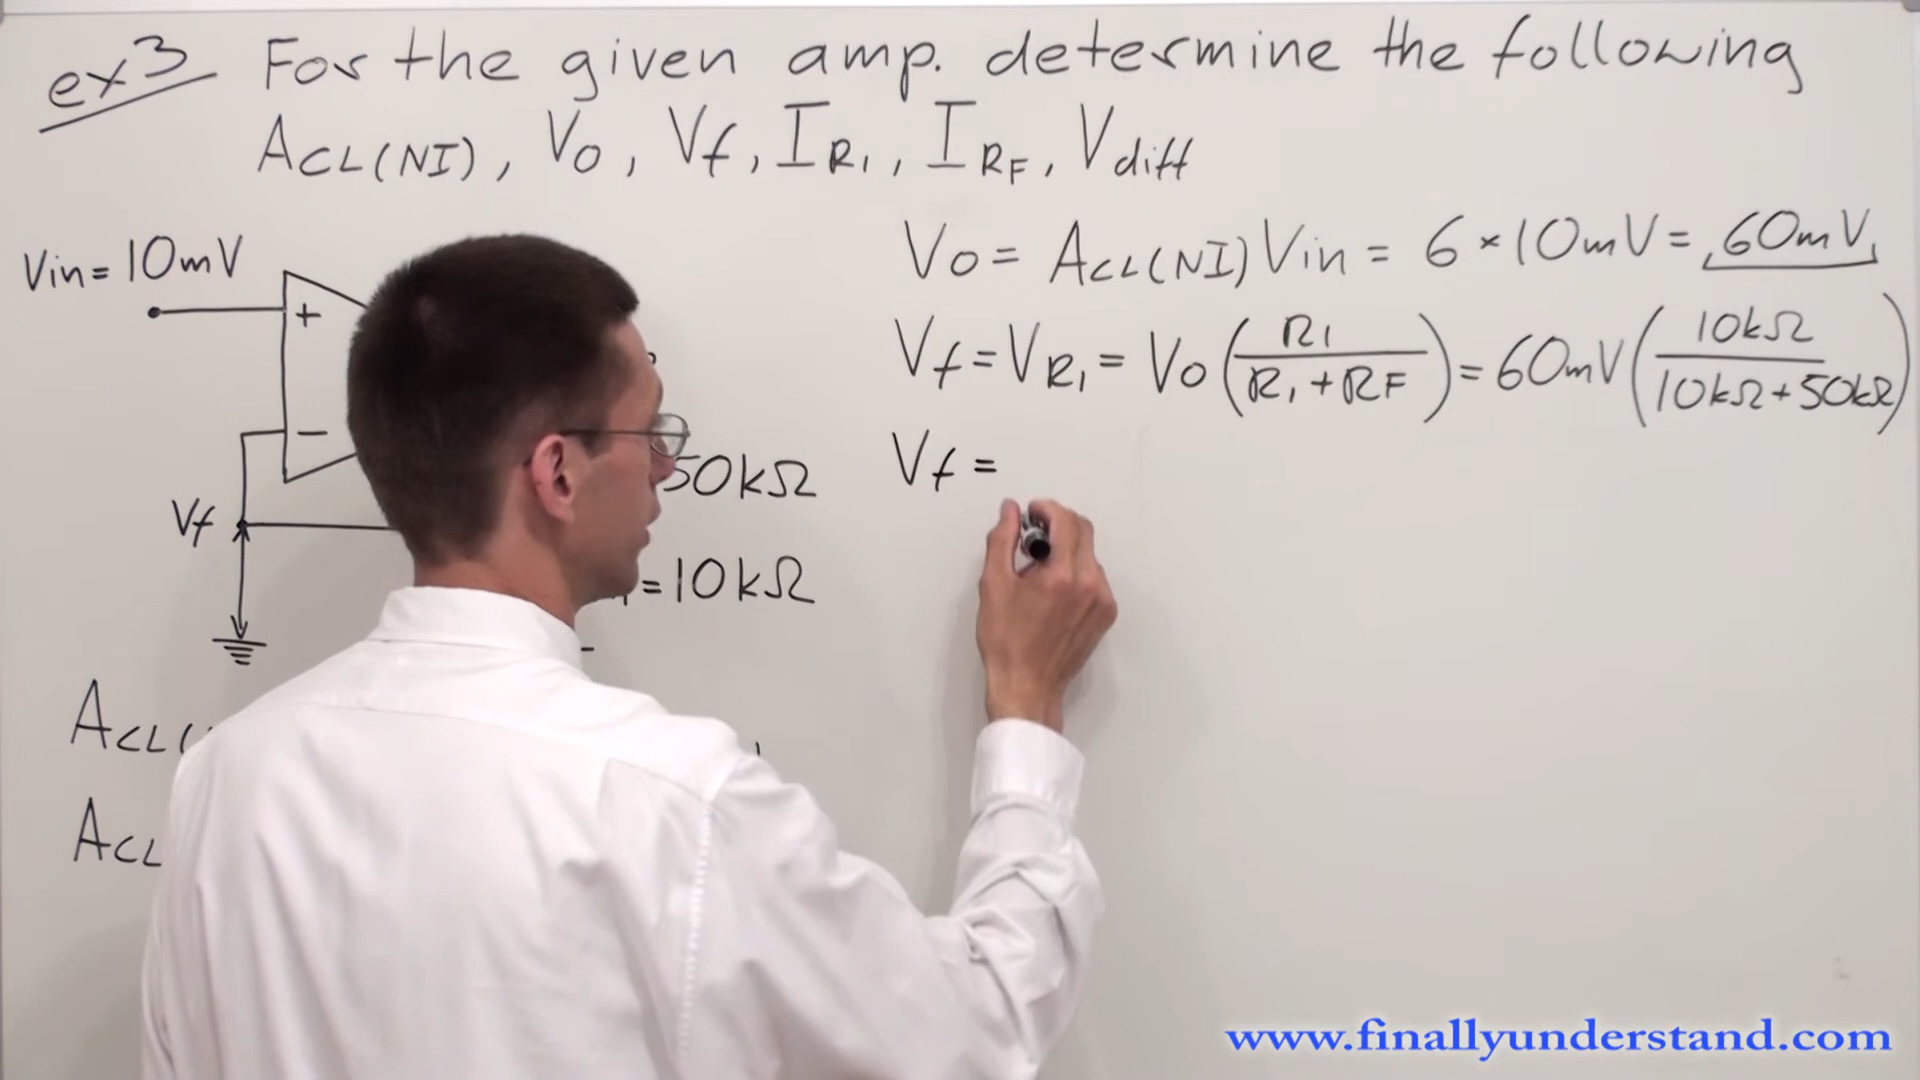 ex3 For the given amp. determine the following
ACL(NI), Vo, Vf, IR1, IRF, Vdiff
Vin = 10mV
+
−
Vf
50kΩ
=10kΩ
ACL(
ACL
Vo = ACL(NI) Vin = 6 × 10mV = 60mV
Vf = VR1 = Vo (R1 / R1 + RF) = 60mV (10kΩ / 10kΩ + 50kΩ)
Vf =
www.finallyunderstand.com